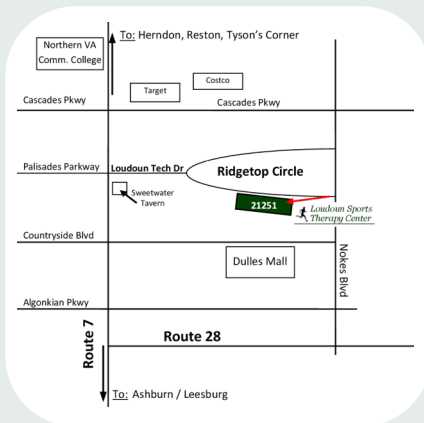 To: Herndon, Reston, Tyson's Corner
Northern VA
Comm. College
Costco
Target
Cascades Pkwy
Cascades Pkwy
Palisades Parkway
Loudoun Tech Dr
Ridgetop Circle
Sweetwater
Tavern
21251
Loudoun Sports
Therapy Center
Countryside Blvd
Dulles Mall
Nokes Blvd
Algonkian Pkwy
Route 7
Route 28
To: Ashburn / Leesburg